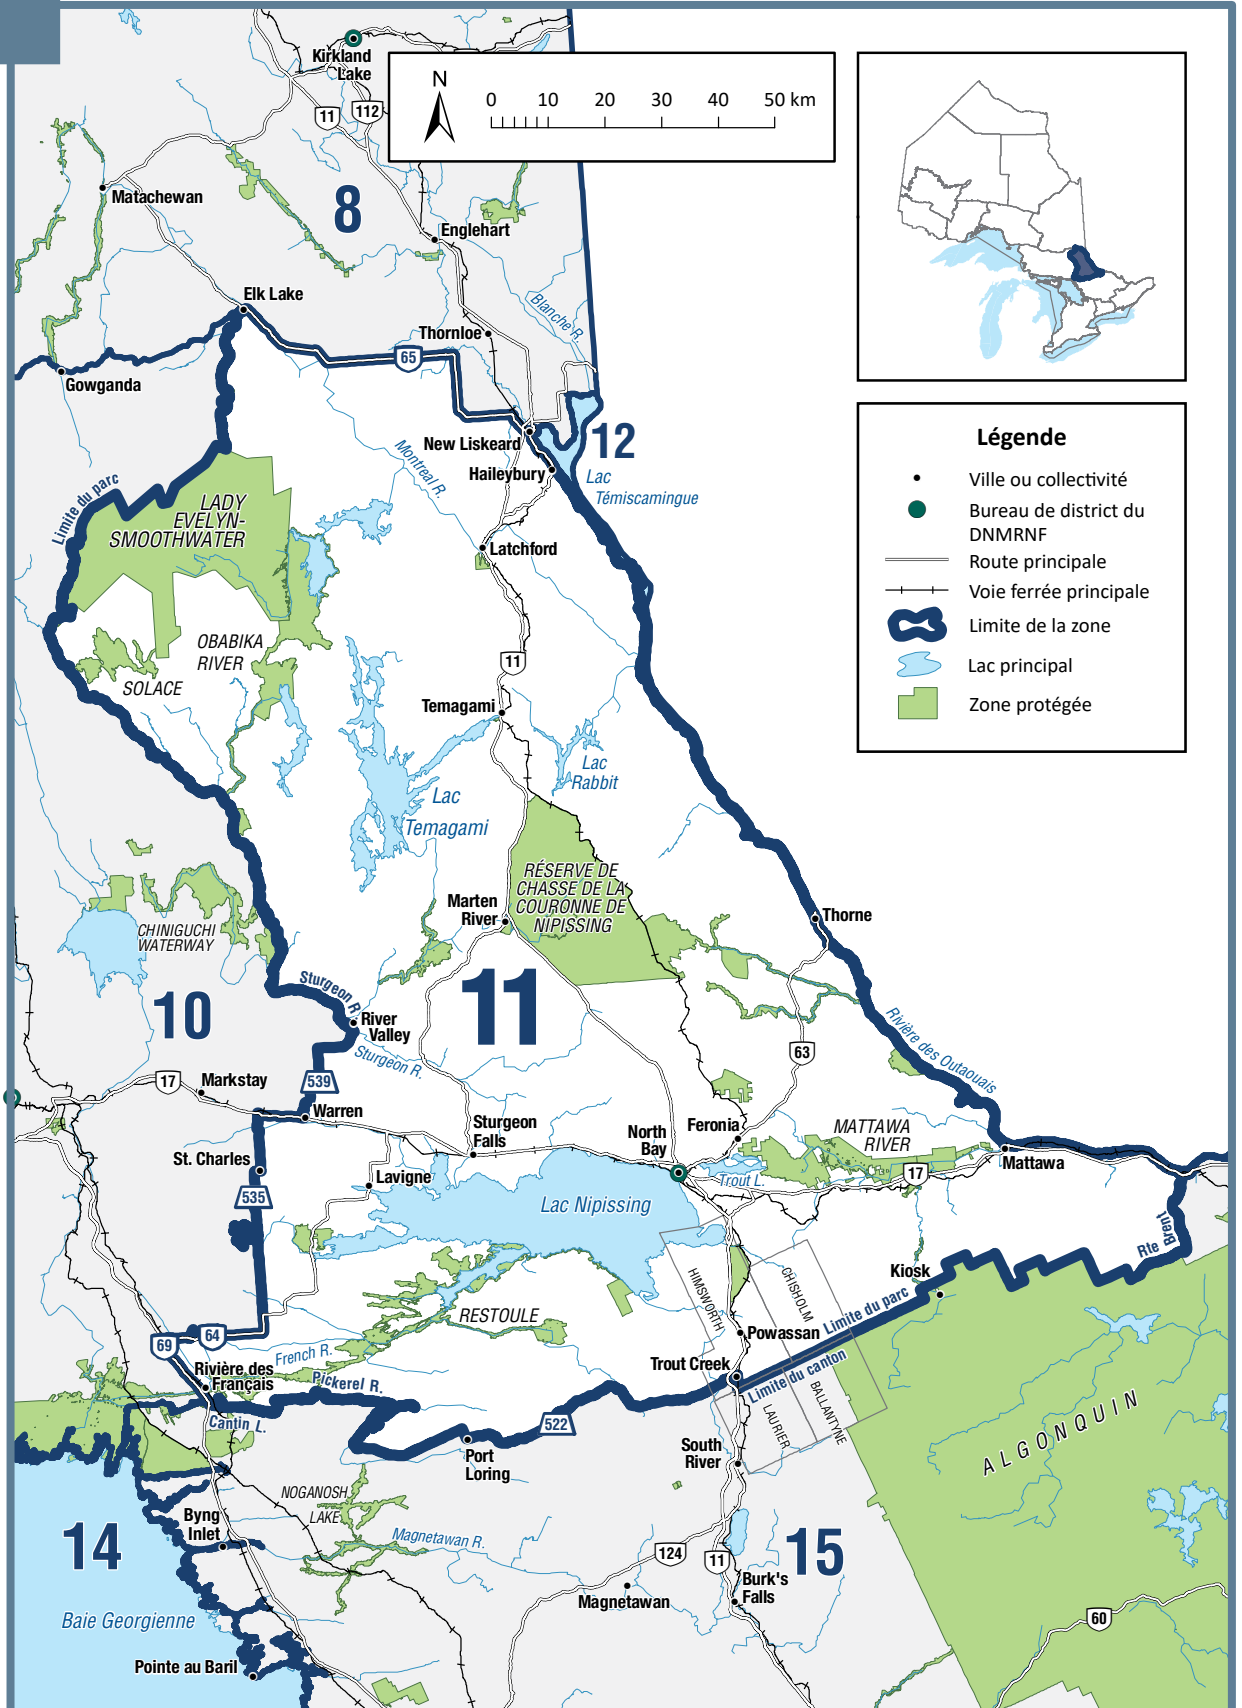 Kirkland
Lake
11
112
N
0 10 20 30 40 50 km
Matachewan
8
Englehart
Elk Lake
Blanche R.
Thornloe
65
Gowganda
New Liskeard
12
Montreal R.
Haileybury
Lac
Témiscamingue
Limite du parc
LADY
EVELYN-
SMOOTHWATER
Latchford
OBABIKA
RIVER
SOLACE
11
Temagami
Lac
Rabbit
Lac
Temagami
RÉSERVE DE
CHASSE DE LA
COURONNE DE
NIPISSING
Marten
River
Thorne
CHINIGUCHI
WATERWAY
10
11
Sturgeon R.
River
Valley
Sturgeon R.
Rivière des Outaouais
63
17
Markstay
539
Warren
Sturgeon
Falls
North
Bay
Feronia
MATTAWA
RIVER
Mattawa
St. Charles
535
Lavigne
Trout L.
17
Lac Nipissing
Rte Brent
Kiosk
HIMSWORTH
CHISHOLM
RESTOULE
Limite du parc
Powassan
64
69
French R.
Trout Creek
Limite du canton
Rivière des
Français
Pickerel R.
Cantin L.
522
LAURIER
BALLANTYNE
Port
Loring
South
River
ALGONQUIN
NOGANOSH
LAKE
Byng
Inlet
14
Magnetawan R.
124
11
15
Magnetawan
Burk's
Falls
60
Baie Georgienne
Pointe au Baril
Légende
Ville ou collectivité
Bureau de district du
DNMRNF
Route principale
Voie ferrée principale
Limite de la zone
Lac principal
Zone protégée